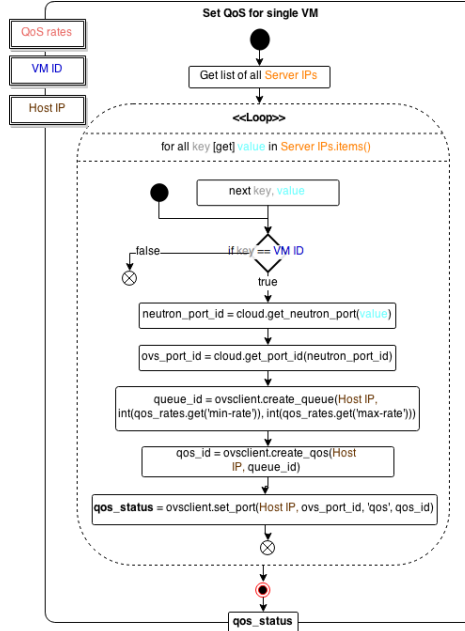 Set QoS for single VM
QoS rates
VM ID
Host IP
Get list of all Server IPs
<<Loop>>
for all key [get] value in Server IPs.items()
next key, value
false
if key == VM ID
true
neutron_port_id = cloud.get_neutron_port(value)
ovs_port_id = cloud.get_port_id(neutron_port_id)
queue_id = ovsclient.create_queue(Host IP,
int(qos_rates.get('min-rate')), int(qos_rates.get('max-rate')))
qos_id = ovsclient.create_qos(Host
IP, queue_id)
qos_status = ovsclient.set_port(Host IP, ovs_port_id, 'qos', qos_id)
qos_status